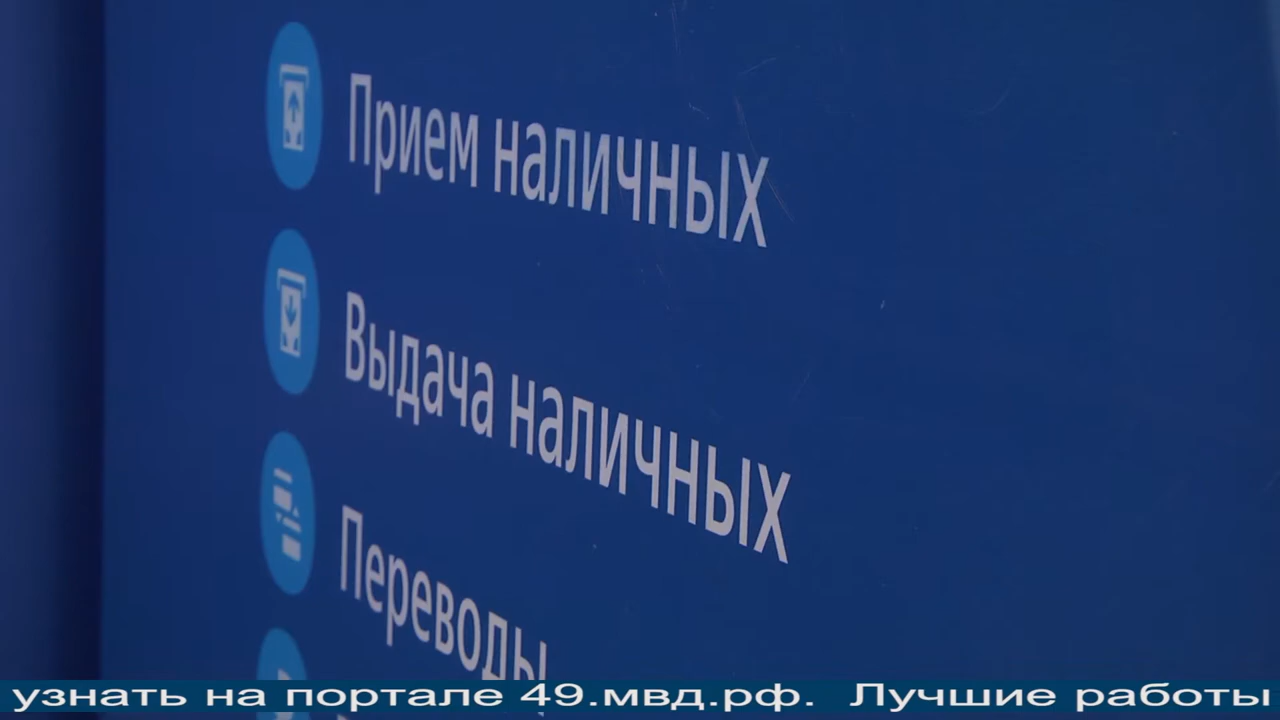 Прием наличных
Выдача наличных
Переводы
узнать на портале 49.мвд.рф. Лучшие работы